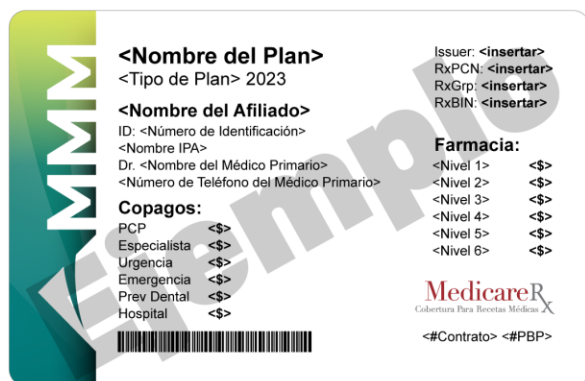 MMM
<Nombre del Plan>
<Tipo de Plan> 2023
<Nombre del Afiliado>
ID: <Número de Identificación>
<Nombre IPA>
Dr. <Nombre del Médico Primario>
<Número de Teléfono del Médico Primario>
Copagos:
PCP <$>
Especialista <$>
Urgencia <$>
Emergencia <$>
Prev Dental <$>
Hospital <$>
Issuer: <insertar>
RxPCN: <insertar>
RxGrp: <insertar>
RxBIN: <insertar>
Farmacia:
<Nivel 1> <$>
<Nivel 2> <$>
<Nivel 3> <$>
<Nivel 4> <$>
<Nivel 5> <$>
<Nivel 6> <$>
MedicareRx
Cobertura Para Recetas Médicas
<#Contrato> <#PBP>
Ejemplo